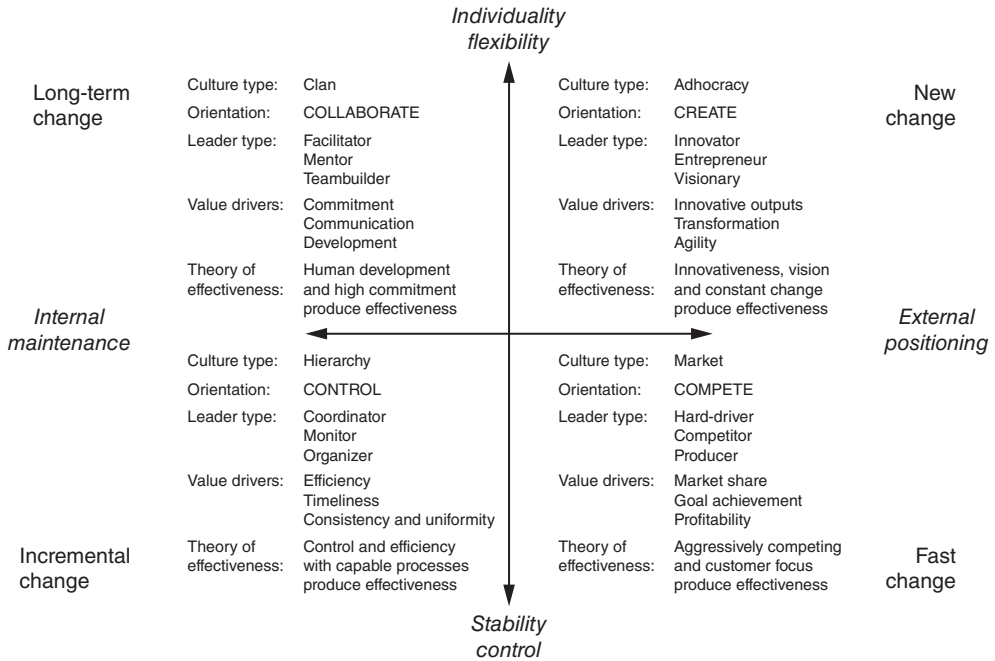 Individuality
flexibility
Long-term
change
Culture type: Clan
Orientation: COLLABORATE
Leader type: Facilitator
Mentor
Teambuilder
Value drivers: Commitment
Communication
Development
Theory of Human development
effectiveness: and high commitment
produce effectiveness
New
change
Culture type: Adhocracy
Orientation: CREATE
Leader type: Innovator
Entrepreneur
Visionary
Value drivers: Innovative outputs
Transformation
Agility
Theory of Innovativeness, vision
effectiveness: and constant change
produce effectiveness
Internal
maintenance
External
positioning
Culture type: Hierarchy
Orientation: CONTROL
Leader type: Coordinator
Monitor
Organizer
Value drivers: Efficiency
Timeliness
Consistency and uniformity
Incremental
change
Theory of Control and efficiency
effectiveness: with capable processes
produce effectiveness
Culture type: Market
Orientation: COMPETE
Leader type: Hard-driver
Competitor
Producer
Value drivers: Market share
Goal achievement
Profitability
Theory of Aggressively competing
effectiveness: and customer focus
produce effectiveness
Fast
change
Stability
control